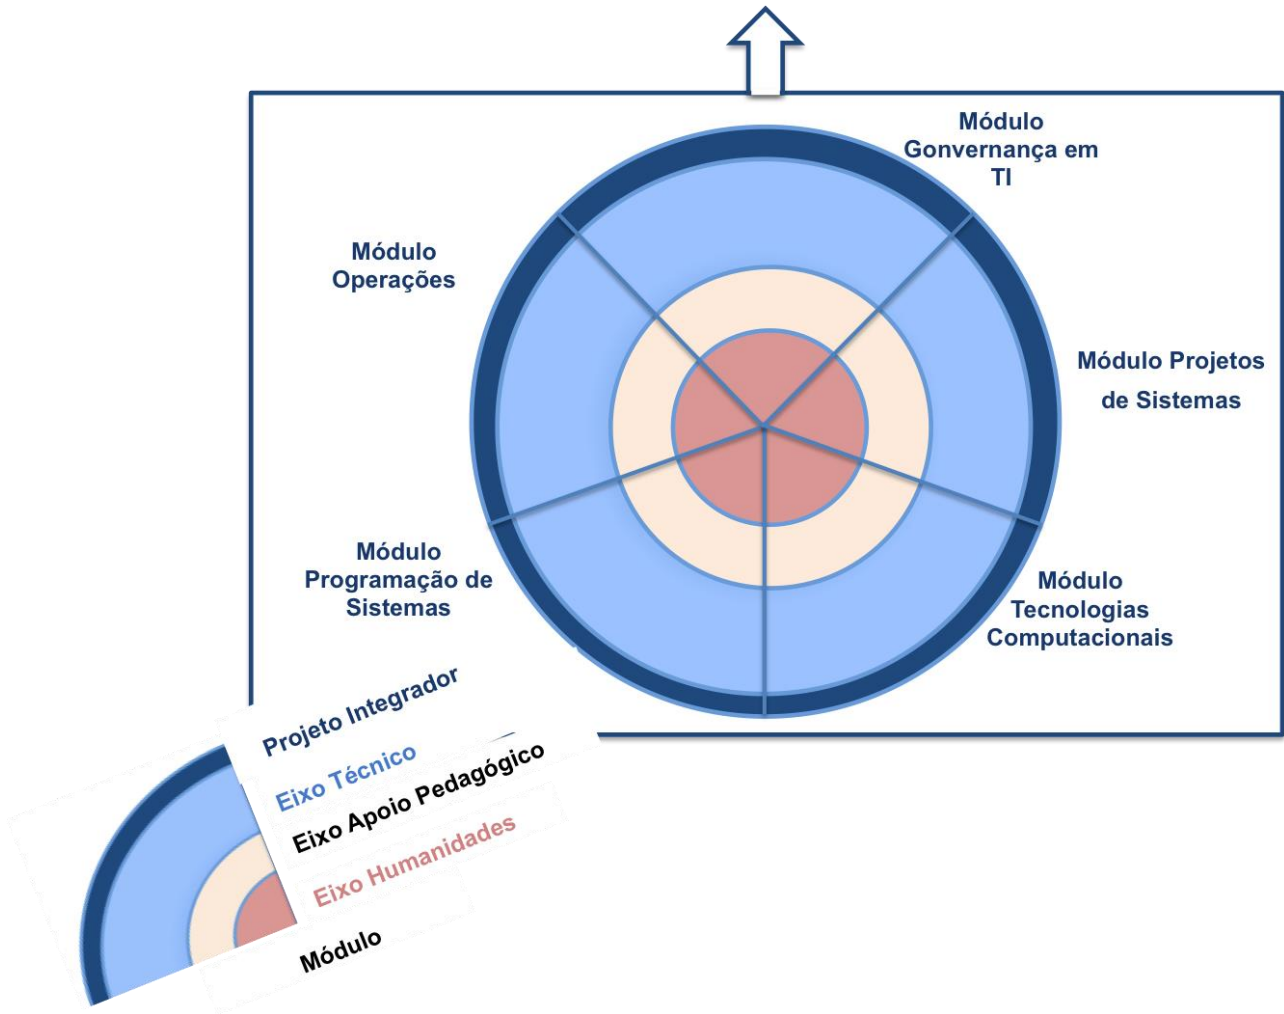 Módulo
Gonvernança em
TI
Módulo
Operações
Módulo Projetos
de Sistemas
Módulo
Programação de
Sistemas
Módulo
Tecnologias
Computacionais
Projeto Integrador
Eixo Técnico
Eixo Apoio Pedagógico
Eixo Humanidades
Módulo